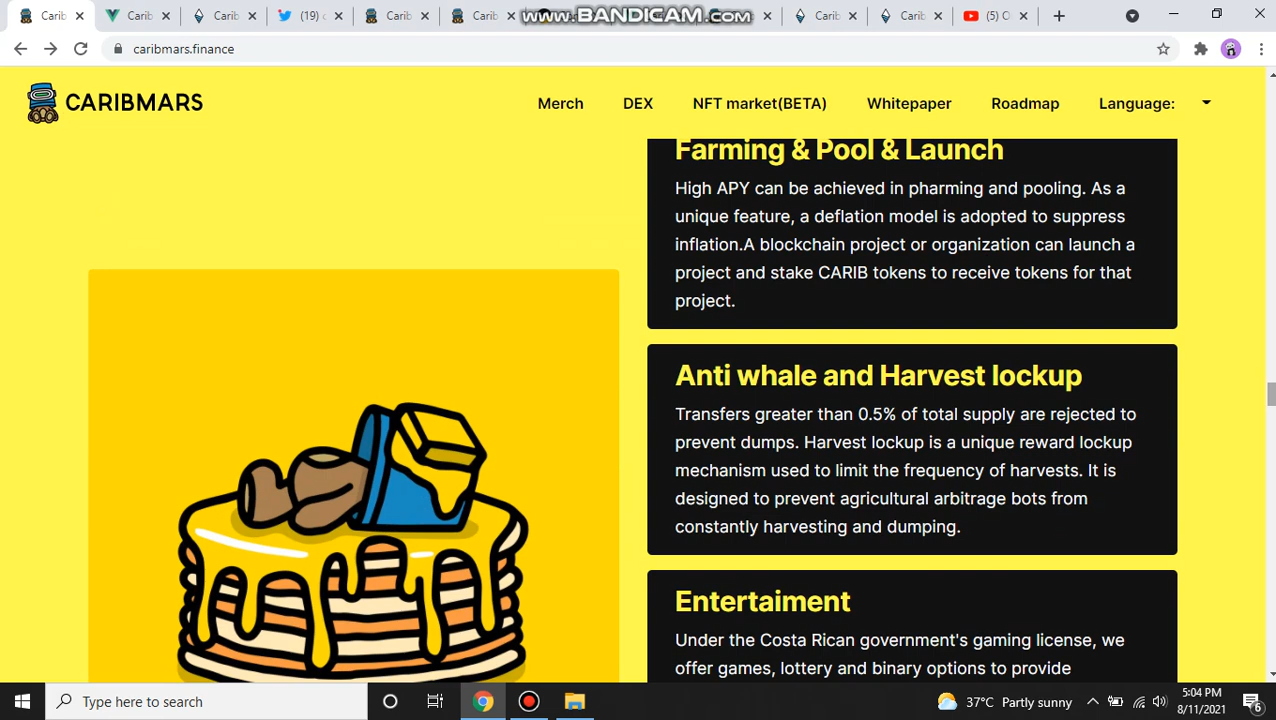 Carib
Carib
Carib
(19) c
Carib
Carib
www.BANDICAM.com
Carib
Carib
(5) O
caribmars.finance
CARIBMARS
Merch
DEX
NFT market(BETA)
Whitepaper
Roadmap
Language:
Farming & Pool & Launch
High APY can be achieved in pharming and pooling. As a
unique feature, a deflation model is adopted to suppress
inflation.A blockchain project or organization can launch a
project and stake CARIB tokens to receive tokens for that
project.
Anti whale and Harvest lockup
Transfers greater than 0.5% of total supply are rejected to
prevent dumps. Harvest lockup is a unique reward lockup
mechanism used to limit the frequency of harvests. It is
designed to prevent agricultural arbitrage bots from
constantly harvesting and dumping.
Entertaiment
Under the Costa Rican government's gaming license, we
offer games, lottery and binary options to provide
Type here to search
37°C Partly sunny
5:04 PM
8/11/2021
6